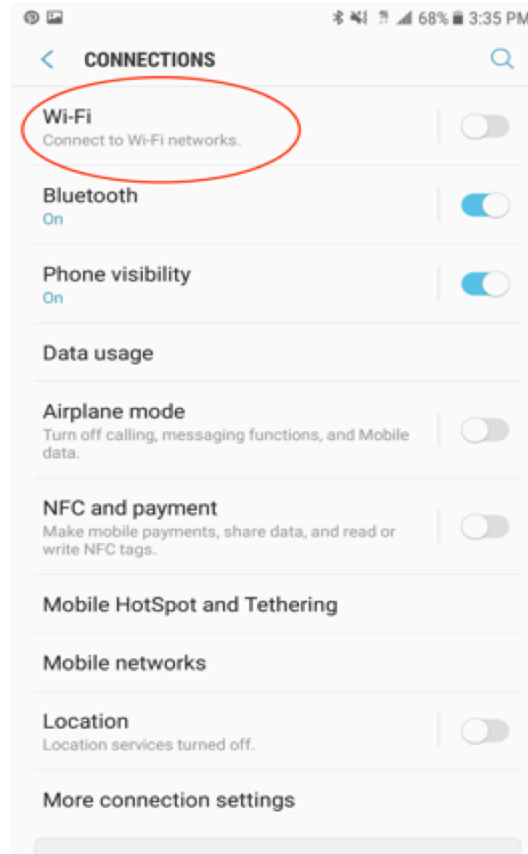 68% 3:35 PM
CONNECTIONS
Wi-Fi
Connect to Wi-Fi networks.
Bluetooth
On
Phone visibility
On
Data usage
Airplane mode
Turn off calling, messaging functions, and Mobile
data.
NFC and payment
Make mobile payments, share data, and read or
write NFC tags.
Mobile HotSpot and Tethering
Mobile networks
Location
Location services turned off.
More connection settings